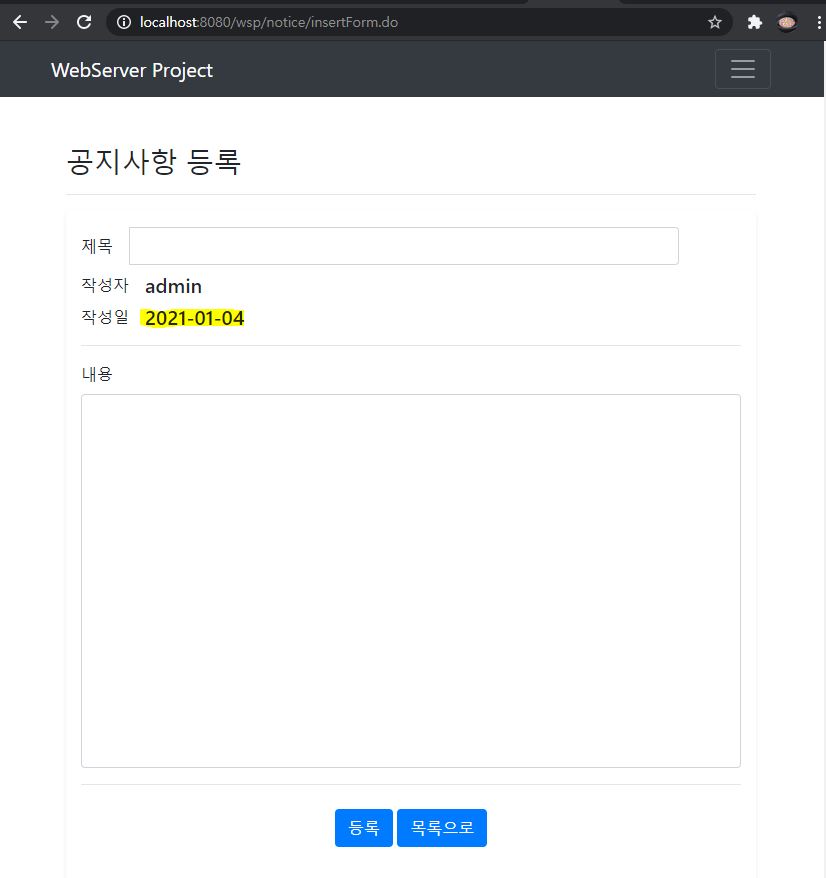 localhost:8080/wsp/notice/insertForm.do
WebServer Project
공지사항 등록
제목
작성자 admin
작성일 2021-01-04
내용
등록 목록으로